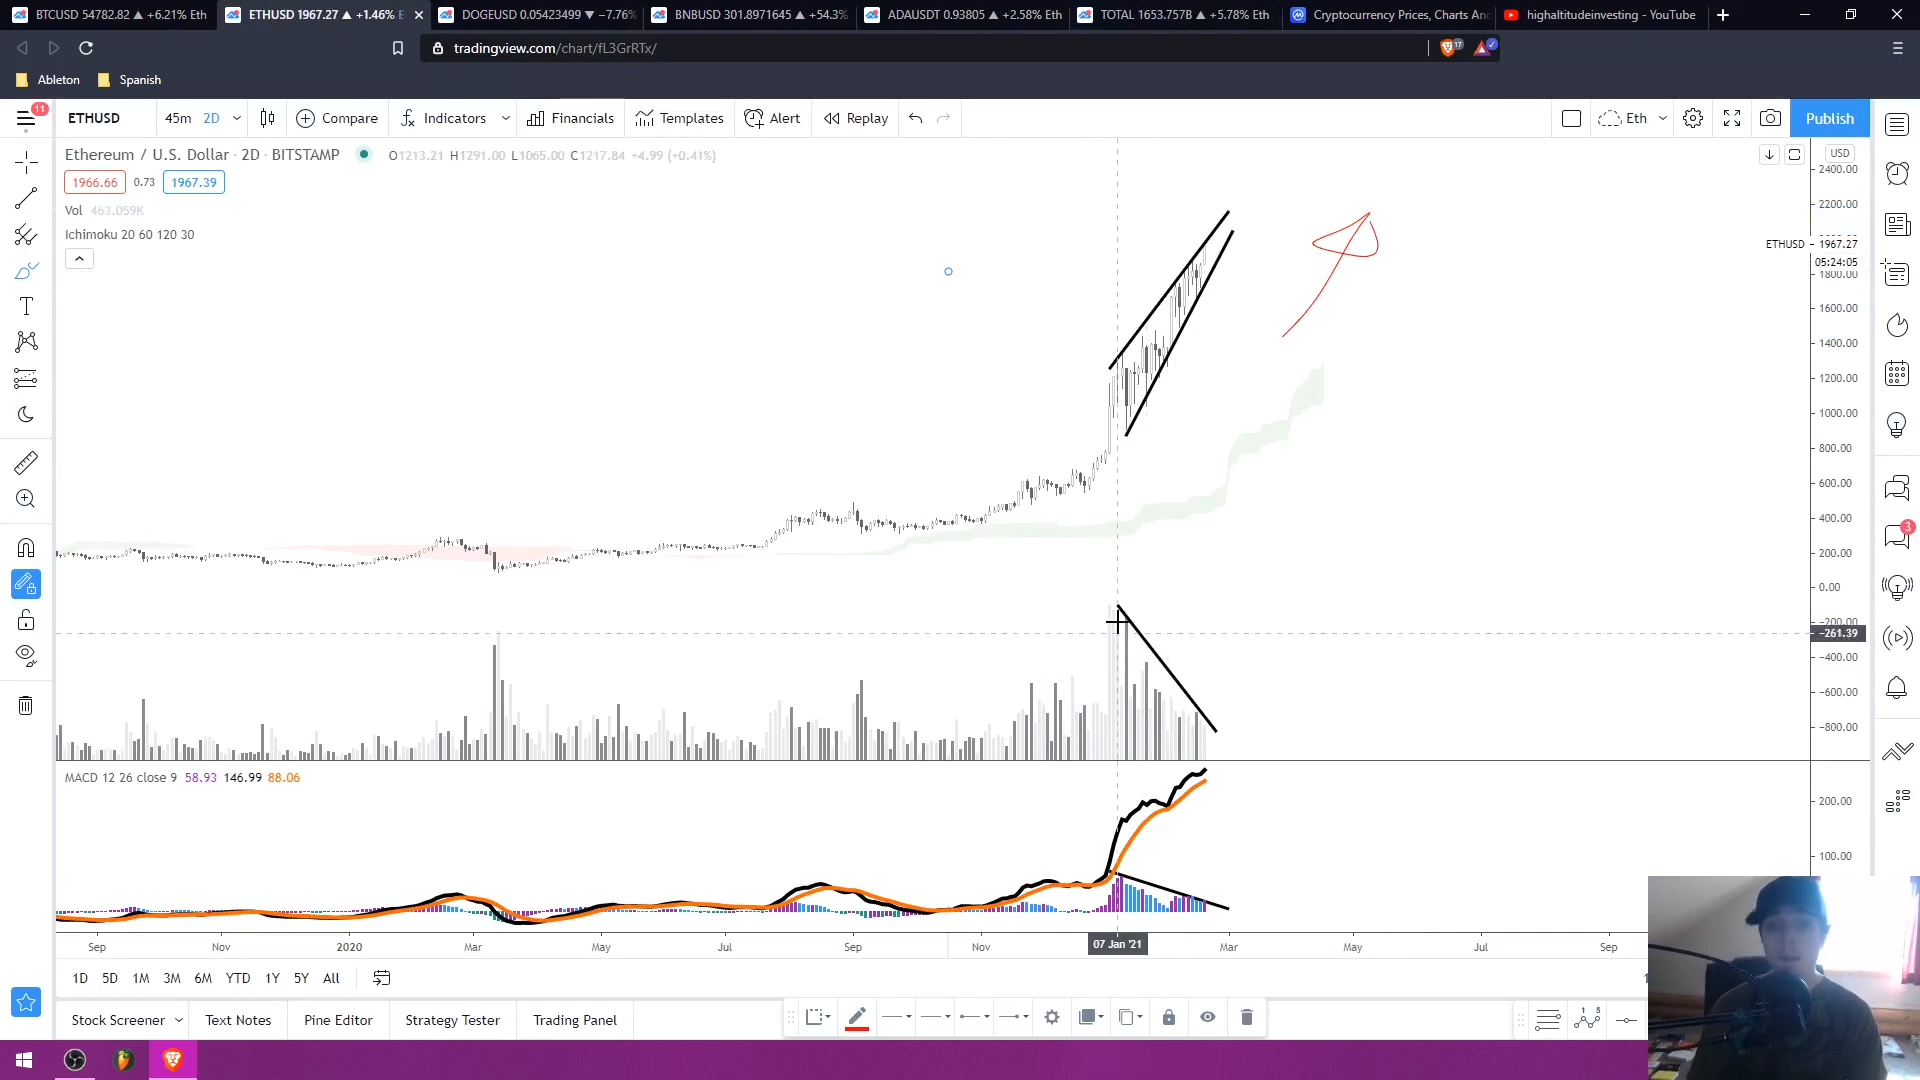 BTCUSD 54782.82 ▲ +6.21% Eth
ETHUSD 1967.27 ▲ +1.46% E
DOGEUSD 0.05423499 ▼ −7.76%
BNBUSD 301.8971645 ▲ +54.3%
ADAUSDT 0.93805 ▲ +2.58% Eth
TOTAL 1653.757B ▲ +5.78% Eth
Cryptocurrency Prices, Charts An
highaltitudeinvesting - YouTube
tradingview.com/chart/fL3GrRTx/
17
Ableton
Spanish
11
ETHUSD
45m 2D
Compare
Indicators
Financials
Templates
Alert
Replay
Eth
Publish
Ethereum / U.S. Dollar · 2D · BITSTAMP
O1213.21 H1291.00 L1065.00 C1217.84 +4.99 (+0.41%)
USD
1966.66 0.73 1967.39
Vol 463.059K
Ichimoku 20 60 120 30
2400.00
2200.00
ETHUSD 1967.27
05:24:05
1800.00
1600.00
1400.00
1200.00
1000.00
800.00
600.00
400.00
200.00
0.00
−200.00
−261.39
−400.00
−600.00
−800.00
3
MACD 12 26 close 9 58.93 146.99 88.06
200.00
100.00
Sep Nov 2020 Mar May Jul Sep Nov 07 Jan '21 Mar May Jul Sep
1D 5D 1M 3M 6M YTD 1Y 5Y All
Stock Screener Text Notes Pine Editor Strategy Tester Trading Panel
1 5